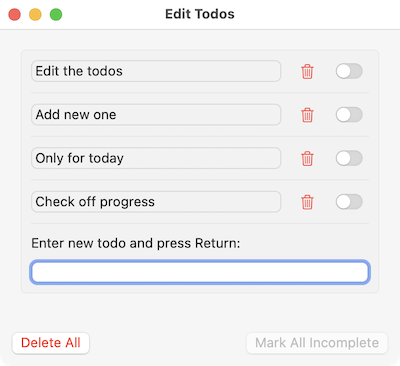 Edit Todos
Edit the todos
Add new one
Only for today
Check off progress
Enter new todo and press Return:
Delete All
Mark All Incomplete